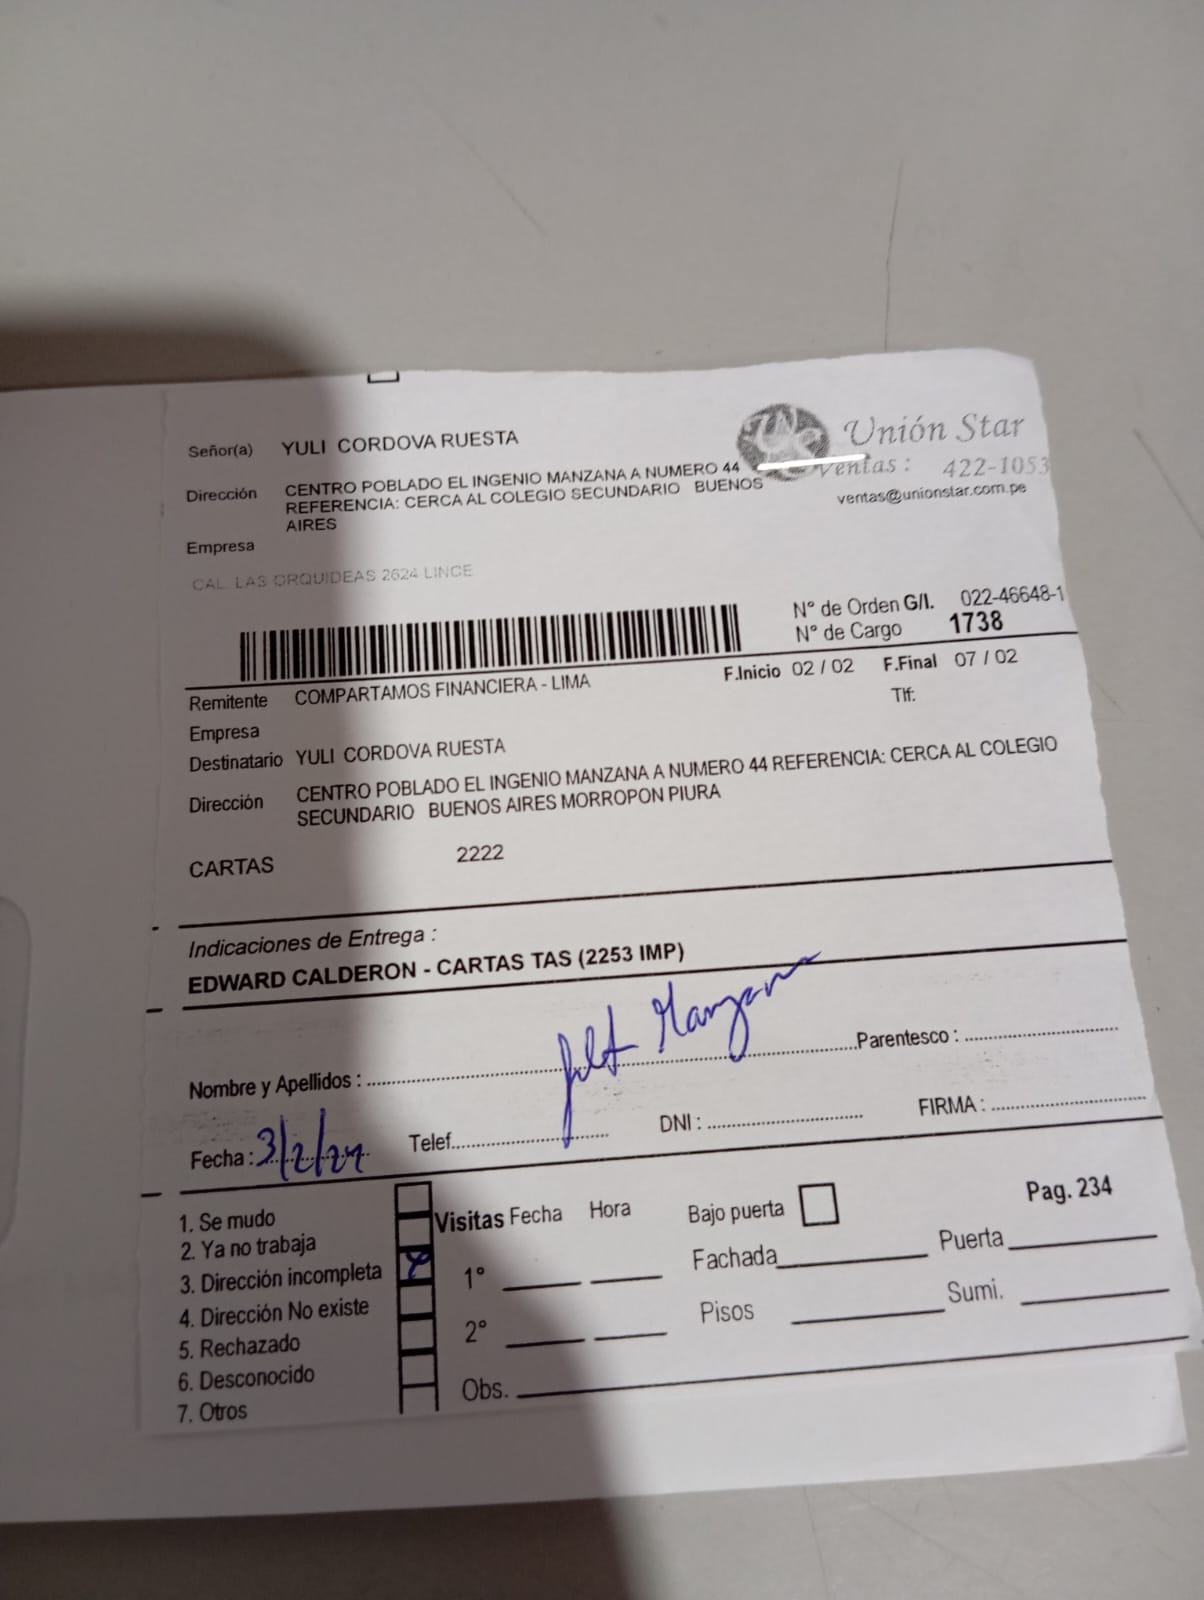 Señor(a) YULI CORDOVA RUESTA
Unión Star
Ventas: 422-1053
ventas@unionstar.com.pe
Dirección CENTRO POBLADO EL INGENIO MANZANA A NUMERO 44
REFERENCIA: CERCA AL COLEGIO SECUNDARIO BUENOS
AIRES
Empresa
CAL. LAS ORQUIDEAS 2624 LINCE
N° de Orden G/I. 022-46648-1
N° de Cargo 1738
F.Inicio 02 / 02 F.Final 07 / 02
Remitente COMPARTAMOS FINANCIERA - LIMA
Tlf:
Empresa
Destinatario YULI CORDOVA RUESTA
Dirección CENTRO POBLADO EL INGENIO MANZANA A NUMERO 44 REFERENCIA: CERCA AL COLEGIO
SECUNDARIO BUENOS AIRES MORROPON PIURA
CARTAS 2222
Indicaciones de Entrega :
EDWARD CALDERON - CARTAS TAS (2253 IMP)
Manzana
Nombre y Apellidos : Parentesco :
Fecha : 3/2/24 Telef. DNI : FIRMA :
1. Se mudo
2. Ya no trabaja
3. Dirección incompleta
4. Dirección No existe
5. Rechazado
6. Desconocido
7. Otros
Visitas Fecha Hora
1°
2°
Obs.
Bajo puerta
Pag. 234
Fachada Puerta
Pisos Sumi.